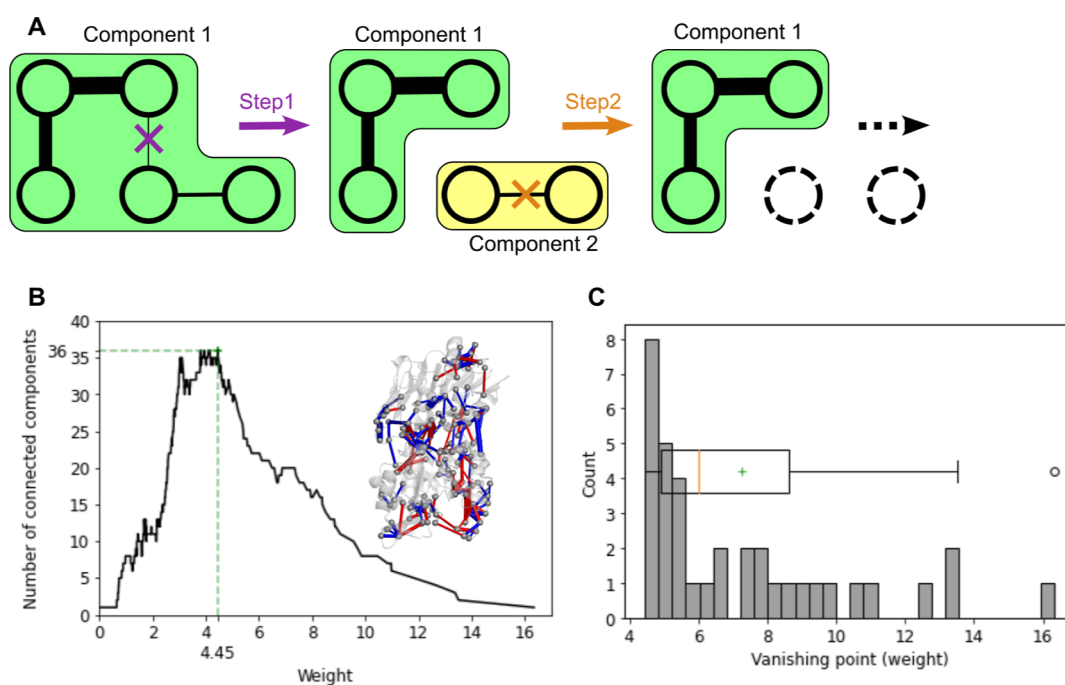 A
Component 1
Component 1
Component 1
Step1
Step2
Component 2
B
Number of connected components
40
36
35
30
25
20
15
10
5
0
0 2 4 6 8 10 12 14 16
4.45
Weight
C
Count
8
7
6
5
4
3
2
1
0
4 6 8 10 12 14 16
Vanishing point (weight)